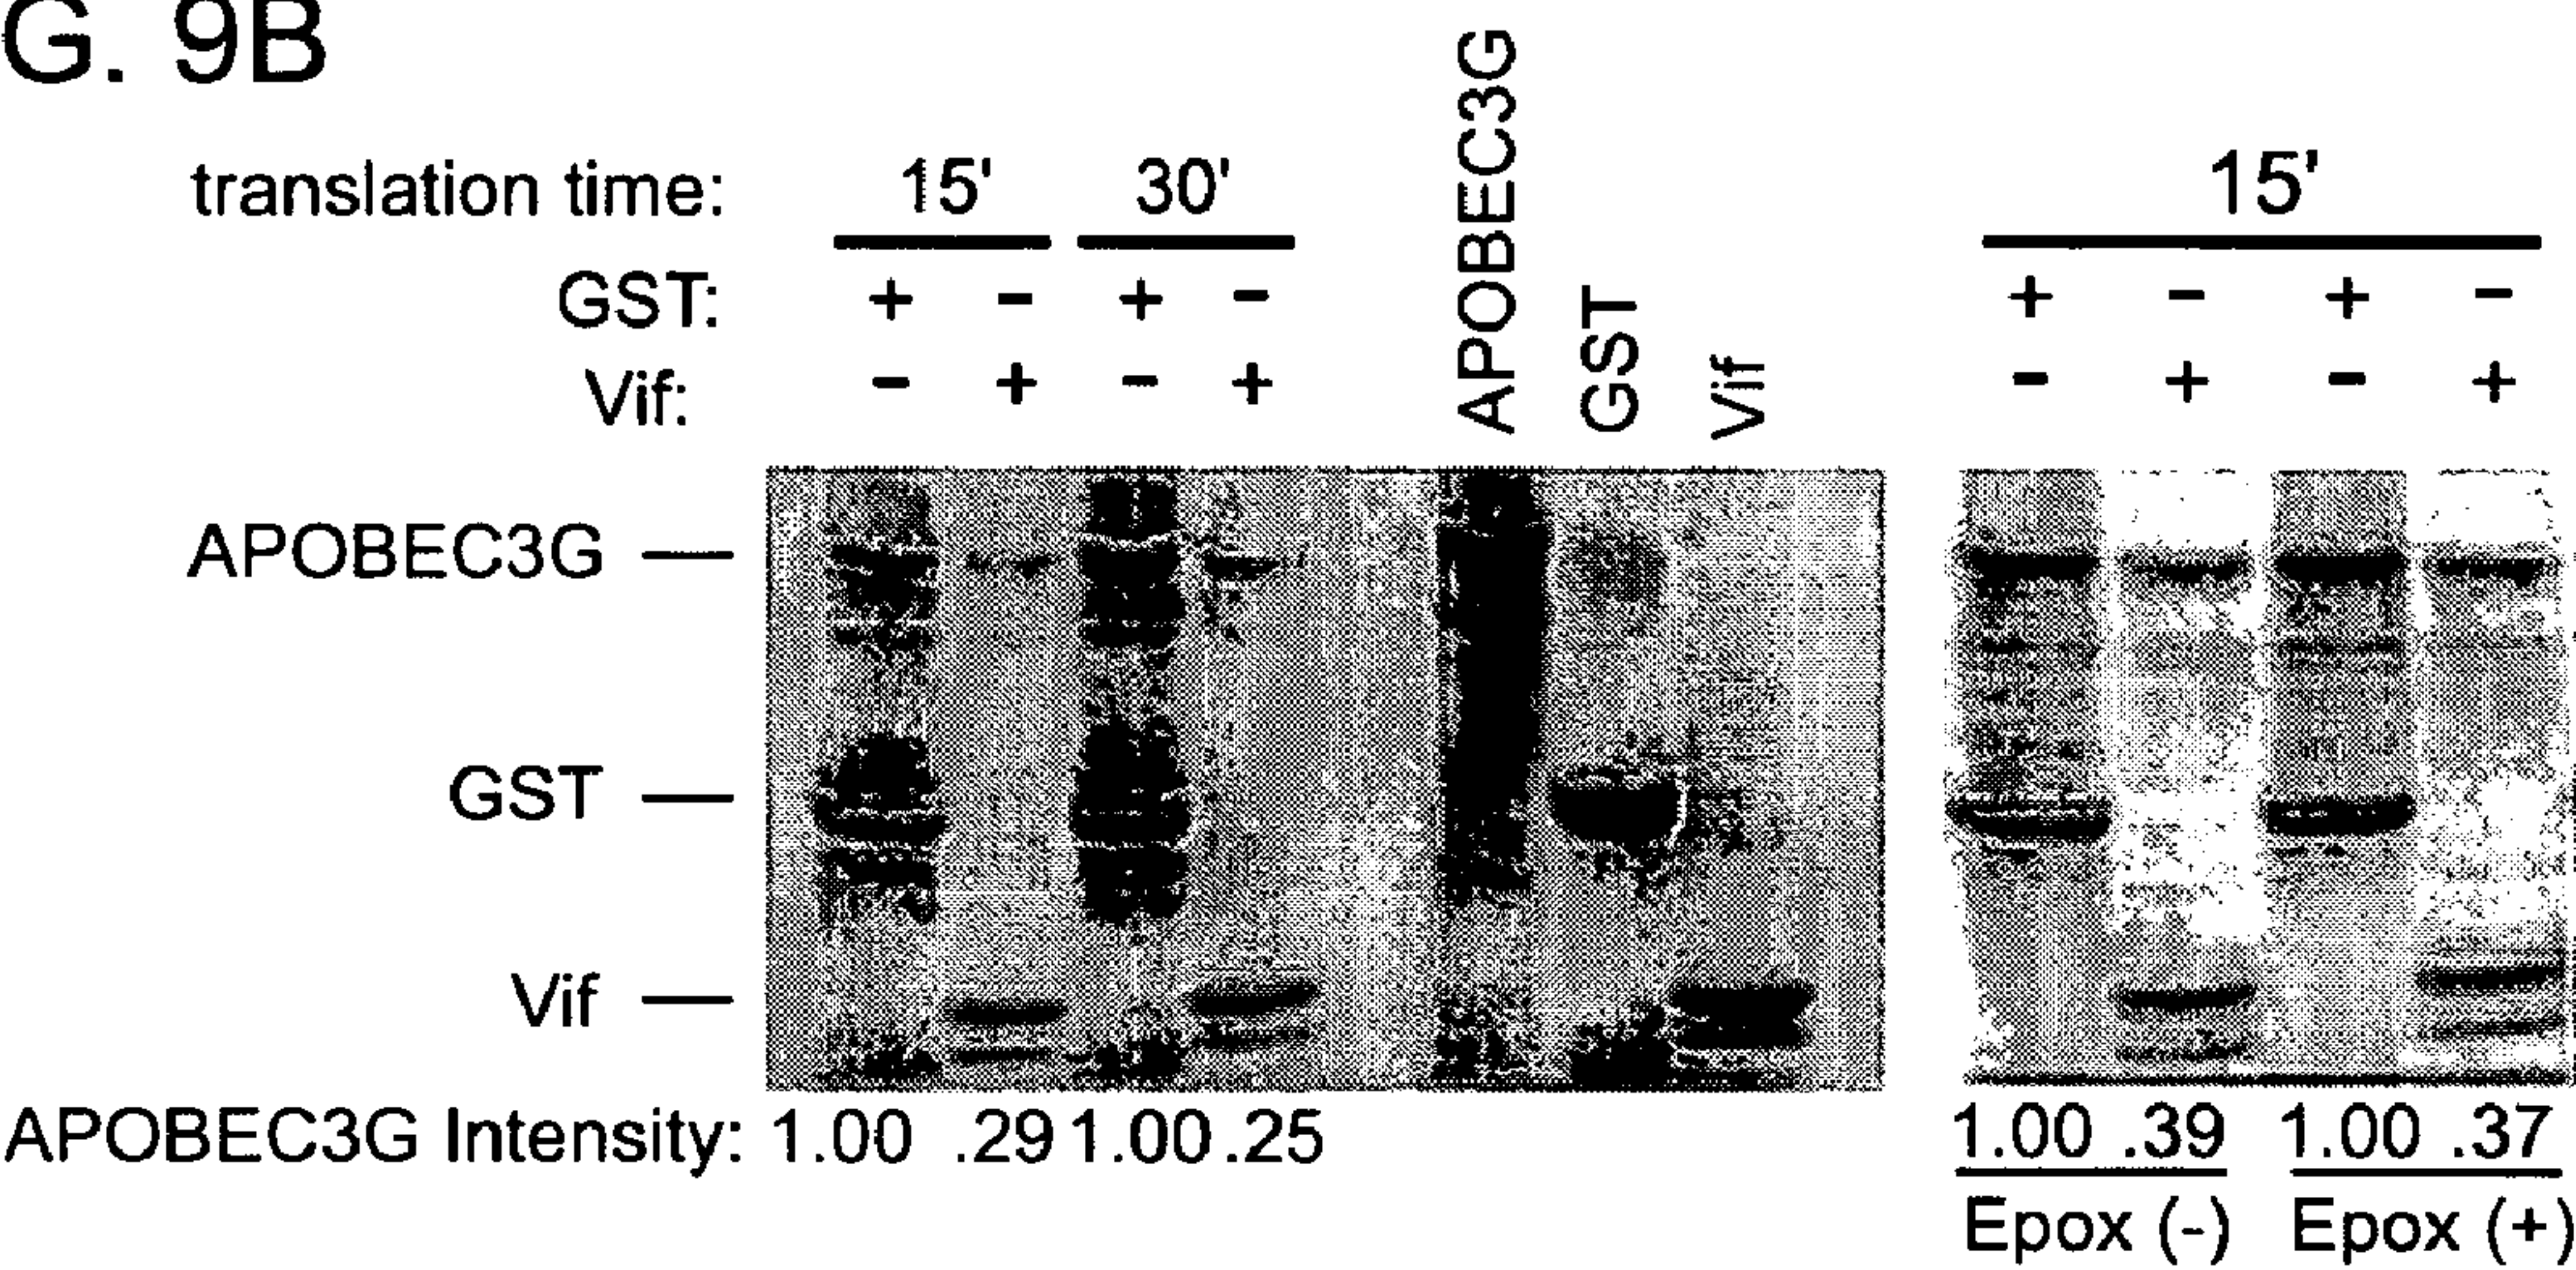 G. 9B
translation time: 15' 30' 15'
GST: + - + - + - + -
Vif: - + - + - + - +
APOBEC3G GST Vif
APOBEC3G —
GST —
Vif —
APOBEC3G Intensity: 1.00 .29 1.00 .25 1.00 .39 1.00 .37
Epox (-) Epox (+)